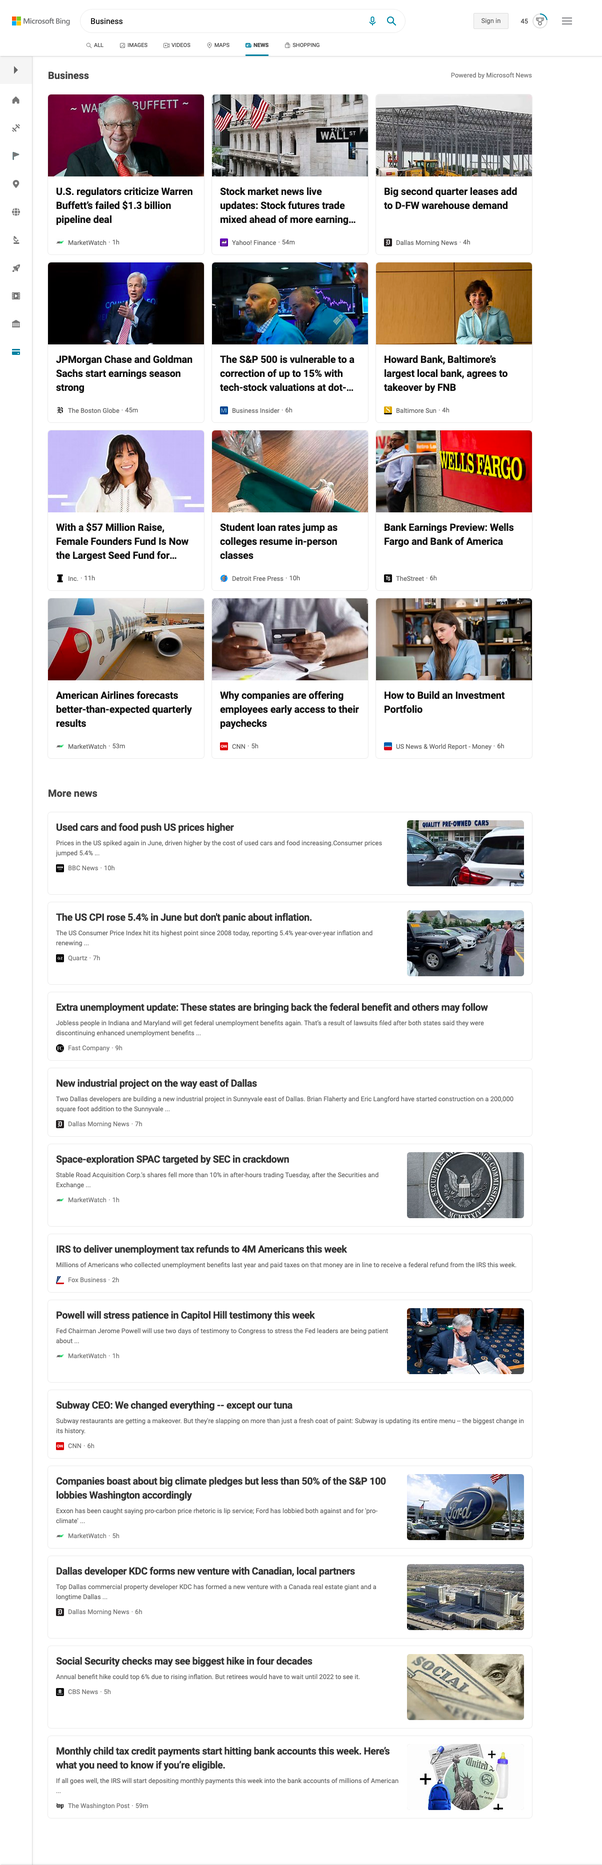 Microsoft Bing
Business
Sign in
45
ALL
IMAGES
VIDEOS
MAPS
NEWS
SHOPPING
Business
Powered by Microsoft News
~ WARREN BUFFETT ~
WALL ST
U.S. regulators criticize Warren
Buffett's failed $1.3 billion
pipeline deal
MarketWatch · 1h
Stock market news live
updates: Stock futures trade
mixed ahead of more earning...
Yahoo! Finance · 54m
Big second quarter leases add
to D-FW warehouse demand
Dallas Morning News · 4h
JPMorgan Chase and Goldman
Sachs start earnings season
strong
The Boston Globe · 45m
The S&P 500 is vulnerable to a
correction of up to 15% with
tech-stock valuations at dot-...
Business Insider · 6h
Howard Bank, Baltimore's
largest local bank, agrees to
takeover by FNB
Baltimore Sun · 4h
WELLS FARGO
With a $57 Million Raise,
Female Founders Fund Is Now
the Largest Seed Fund for...
Inc. · 11h
Student loan rates jump as
colleges resume in-person
classes
Detroit Free Press · 10h
Bank Earnings Preview: Wells
Fargo and Bank of America
TheStreet · 6h
American Airlines forecasts
better-than-expected quarterly
results
MarketWatch · 53m
Why companies are offering
employees early access to their
paychecks
CNN · 5h
How to Build an Investment
Portfolio
US News & World Report - Money · 6h
More news
Used cars and food push US prices higher
Prices in the US spiked again in June, driven higher by the cost of used cars and food increasing.Consumer prices
jumped 5.4% ...
BBC News · 10h
QUALITY PRE-OWNED CARS
The US CPI rose 5.4% in June but don't panic about inflation.
The US Consumer Price Index hit its highest point since 2008 today, reporting 5.4% year-over-year inflation and
renewing ...
Quartz · 7h
Extra unemployment update: These states are bringing back the federal benefit and others may follow
Jobless people in Indiana and Maryland will get federal unemployment benefits again. That's a result of lawsuits filed after both states said they were
discontinuing enhanced unemployment benefits ...
Fast Company · 9h
New industrial project on the way east of Dallas
Two Dallas developers are building a new industrial project in Sunnyvale east of Dallas. Brian Flaherty and Eric Langford have started construction on a 200,000
square foot addition to the Sunnyvale ...
Dallas Morning News · 7h
Space-exploration SPAC targeted by SEC in crackdown
Stable Road Acquisition Corp.'s shares fell more than 10% in after-hours trading Tuesday, after the Securities and
Exchange ...
MarketWatch · 1h
IRS to deliver unemployment tax refunds to 4M Americans this week
Millions of Americans who collected unemployment benefits last year and paid taxes on that money are in line to receive a federal refund from the IRS this week.
Fox Business · 2h
Powell will stress patience in Capitol Hill testimony this week
Fed Chairman Jerome Powell will use two days of testimony to Congress to stress the Fed leaders are being patient
about ...
MarketWatch · 1h
Subway CEO: We changed everything -- except our tuna
Subway restaurants are getting a makeover. But they're slapping on more than just a fresh coat of paint: Subway is updating its entire menu – the biggest change in
its history.
CNN · 6h
Companies boast about big climate pledges but less than 50% of the S&P 100
lobbies Washington accordingly
Exxon has been caught saying pro-carbon price rhetoric is lip service; Ford has lobbied both against and for 'pro-
climate' ...
MarketWatch · 5h
Ford
Dallas developer KDC forms new venture with Canadian, local partners
Top Dallas commercial property developer KDC has formed a new venture with a Canada real estate giant and a
longtime Dallas ...
Dallas Morning News · 6h
Social Security checks may see biggest hike in four decades
Annual benefit hike could top 6% due to rising inflation. But retirees would have to wait until 2022 to see it.
CBS News · 5h
SOCIAL
Monthly child tax credit payments start hitting bank accounts this week. Here's
what you need to know if you're eligible.
If all goes well, the IRS will start depositing monthly payments this week into the bank accounts of millions of American
...
The Washington Post · 59m
United